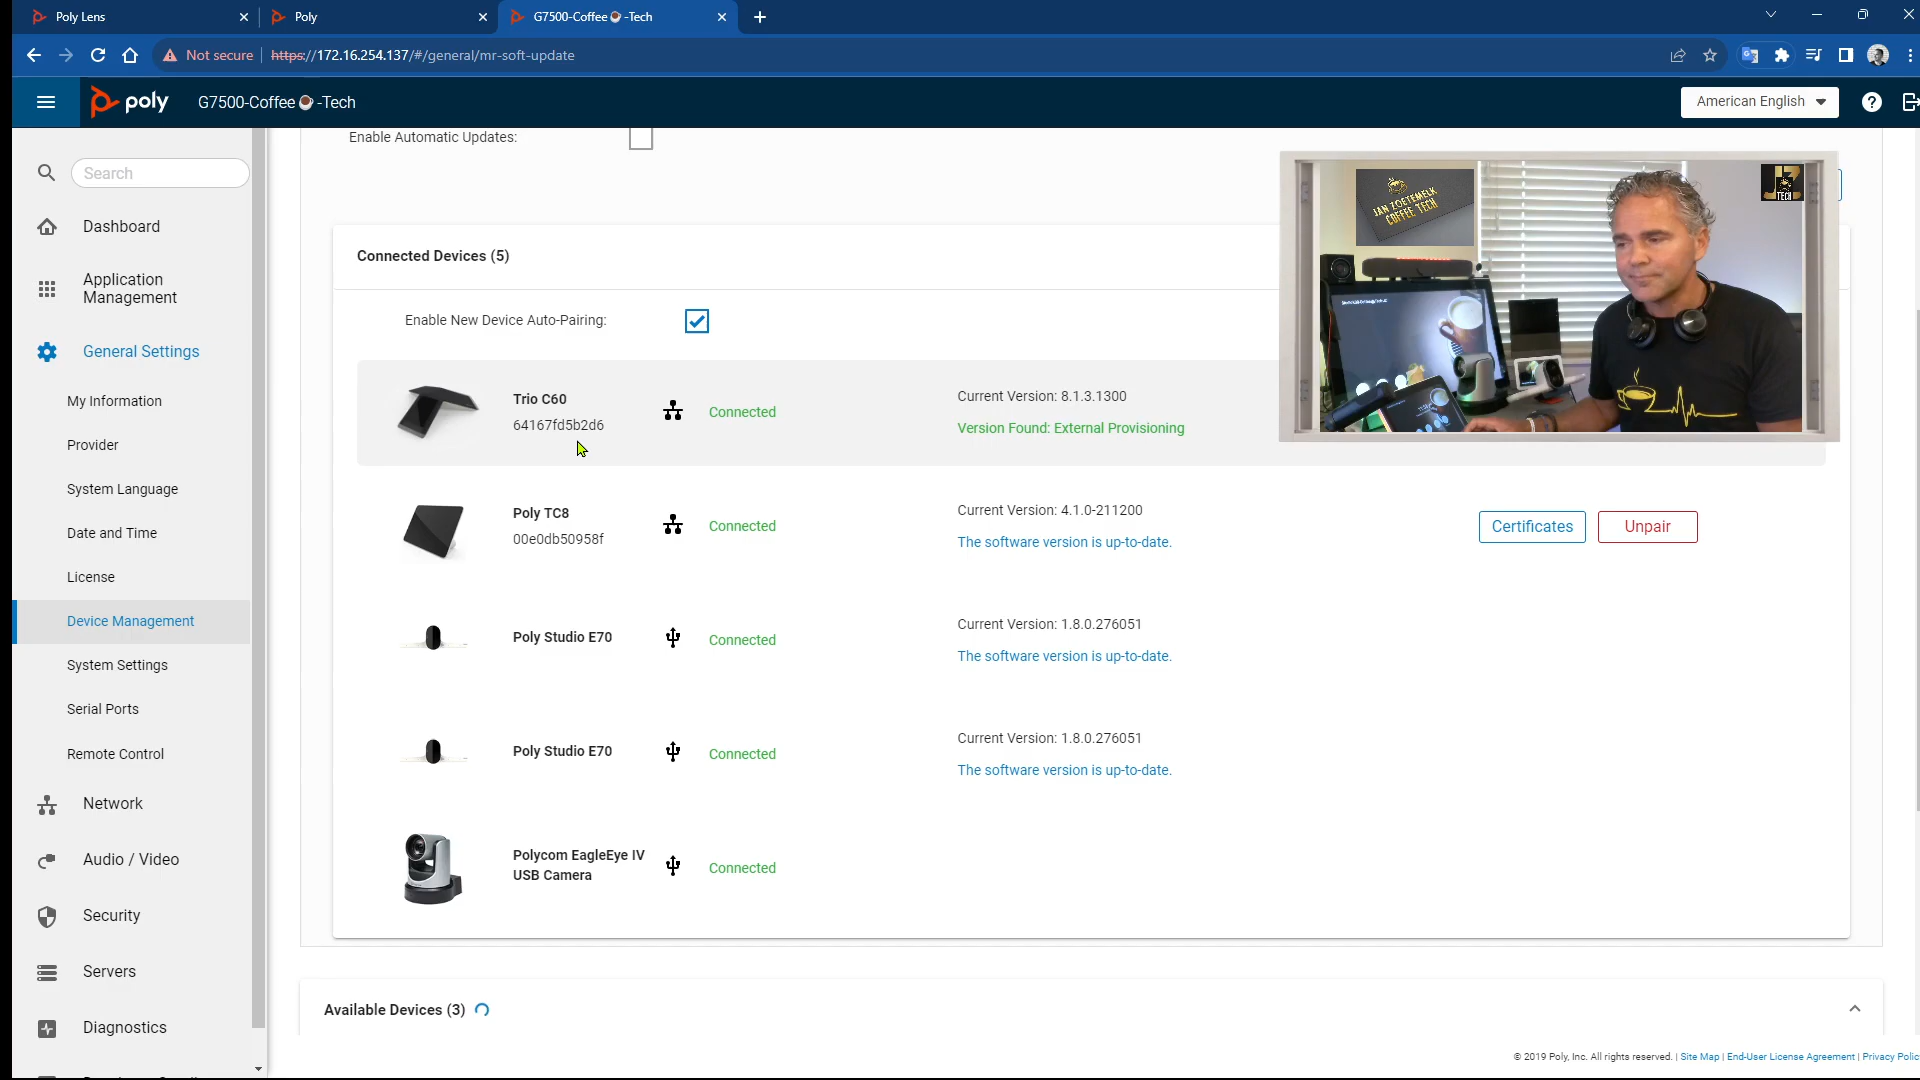 Poly Lens
Poly
G7500-Coffee -Tech
Not secure
https://172.16.254.137/#/general/mr-soft-update
poly
G7500-Coffee -Tech
American English
Search
Dashboard
Application
Management
General Settings
My Information
Provider
System Language
Date and Time
License
Device Management
System Settings
Serial Ports
Remote Control
Network
Audio / Video
Security
Servers
Diagnostics
Enable Automatic Updates:
Connected Devices (5)
Enable New Device Auto-Pairing:
Trio C60
64167fd5b2d6
Connected
Current Version: 8.1.3.1300
Version Found: External Provisioning
Poly TC8
00e0db50958f
Connected
Current Version: 4.1.0-211200
The software version is up-to-date.
Certificates
Unpair
Poly Studio E70
Connected
Current Version: 1.8.0.276051
The software version is up-to-date.
Poly Studio E70
Connected
Current Version: 1.8.0.276051
The software version is up-to-date.
Polycom EagleEye IV
USB Camera
Connected
Available Devices (3)
JAN ZOETEMELK
COFFEE TECH
TECH
© 2019 Poly, Inc. All rights reserved. | Site Map | End-User License Agreement | Privacy Polic